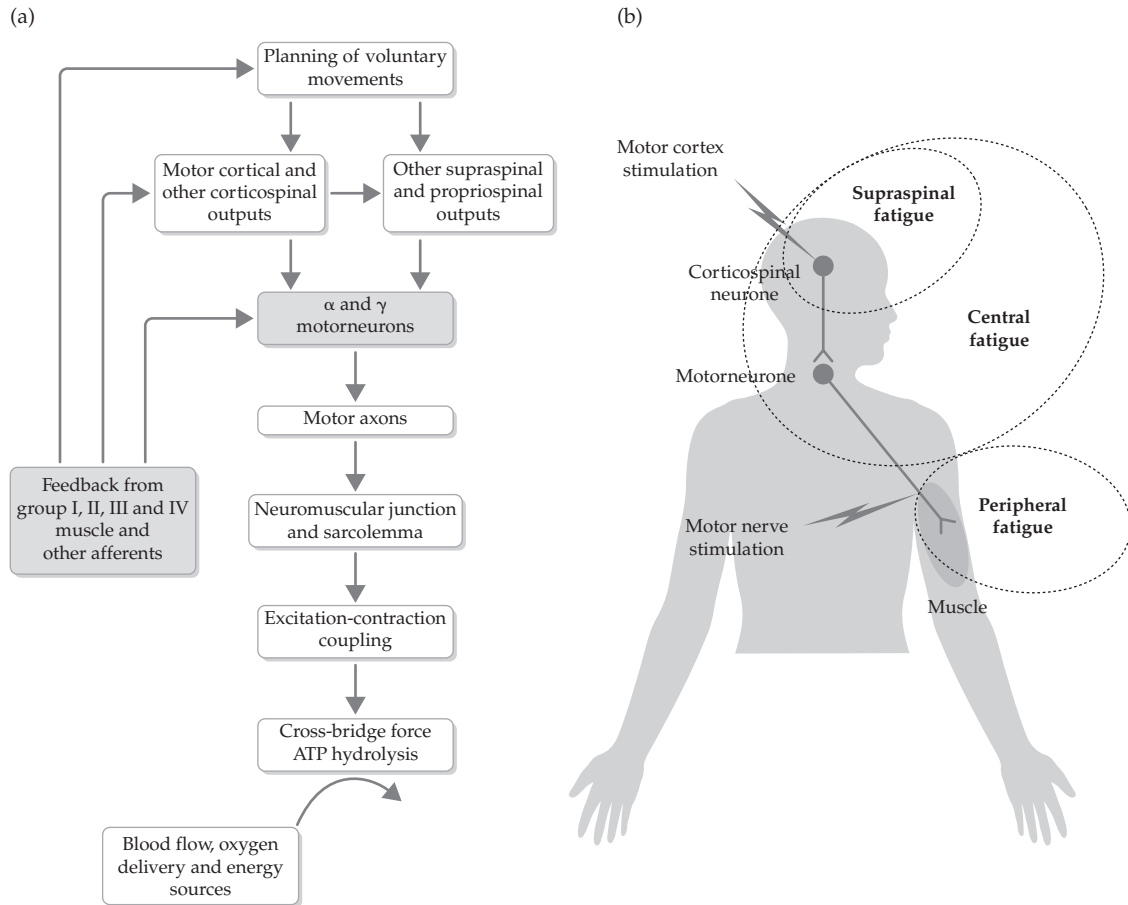 (a)
Planning of voluntary
movements
Motor cortical and
other corticospinal
outputs
Other supraspinal
and propriospinal
outputs
α and γ
motorneurons
Motor axons
Feedback from
group I, II, III and IV
muscle and
other afferents
Neuromuscular junction
and sarcolemma
Excitation-contraction
coupling
Cross-bridge force
ATP hydrolysis
Blood flow, oxygen
delivery and energy
sources
(b)
Motor cortex
stimulation
Supraspinal
fatigue
Corticospinal
neurone
Central
fatigue
Motorneurone
Peripheral
fatigue
Motor nerve
stimulation
Muscle